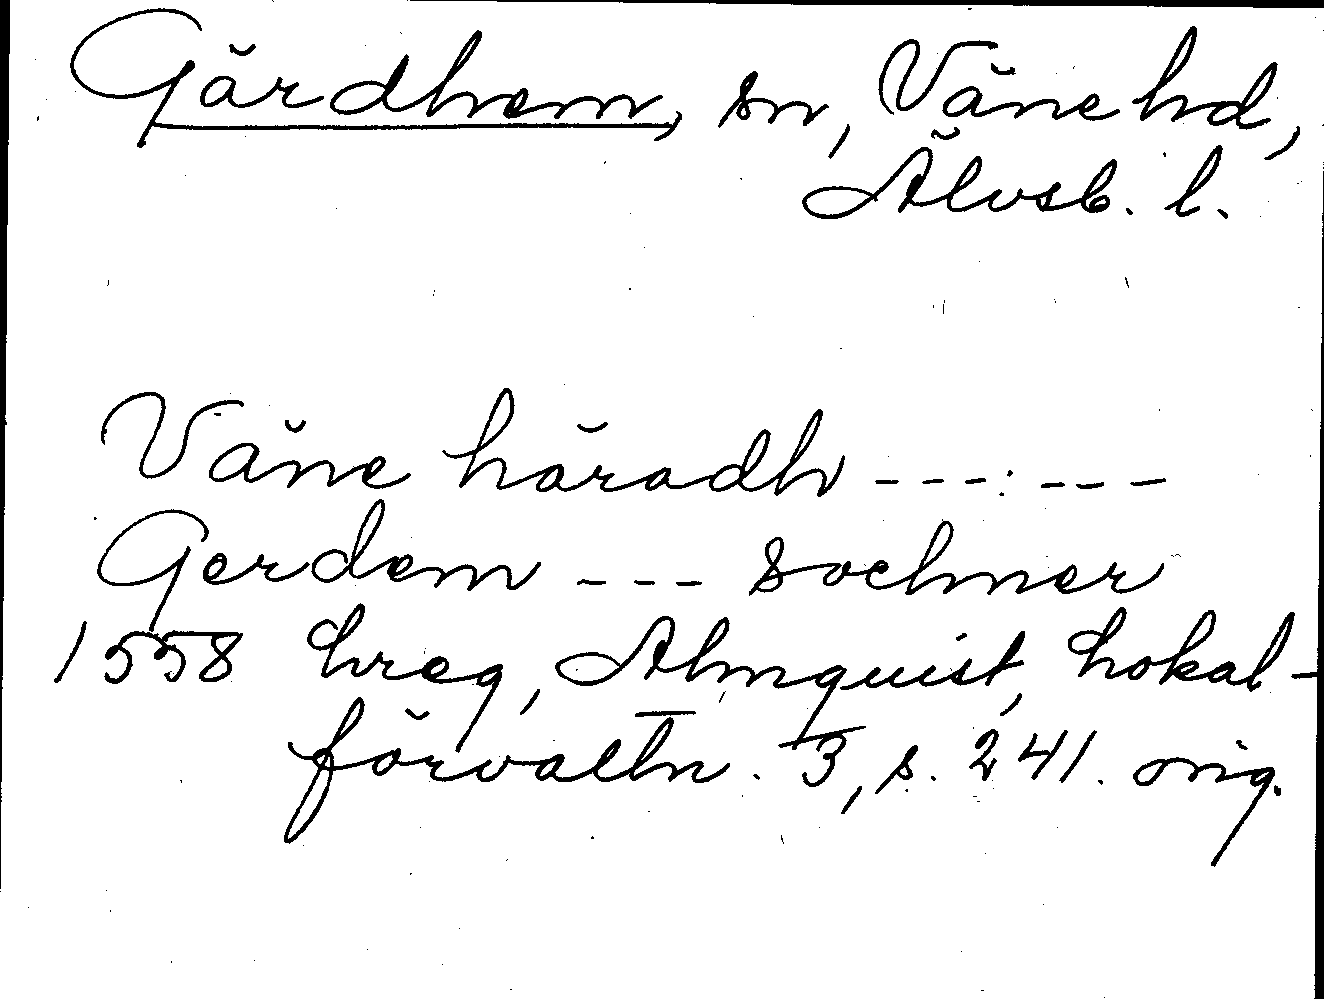 Gärdhem, sn, Väne hd,
Älvsb. l.
Väne häradh - - - : - - -
Gerdem - - - sochner
1558 hreg, Almquist, Lokal-
förvaltn. 3, s. 241. orig.